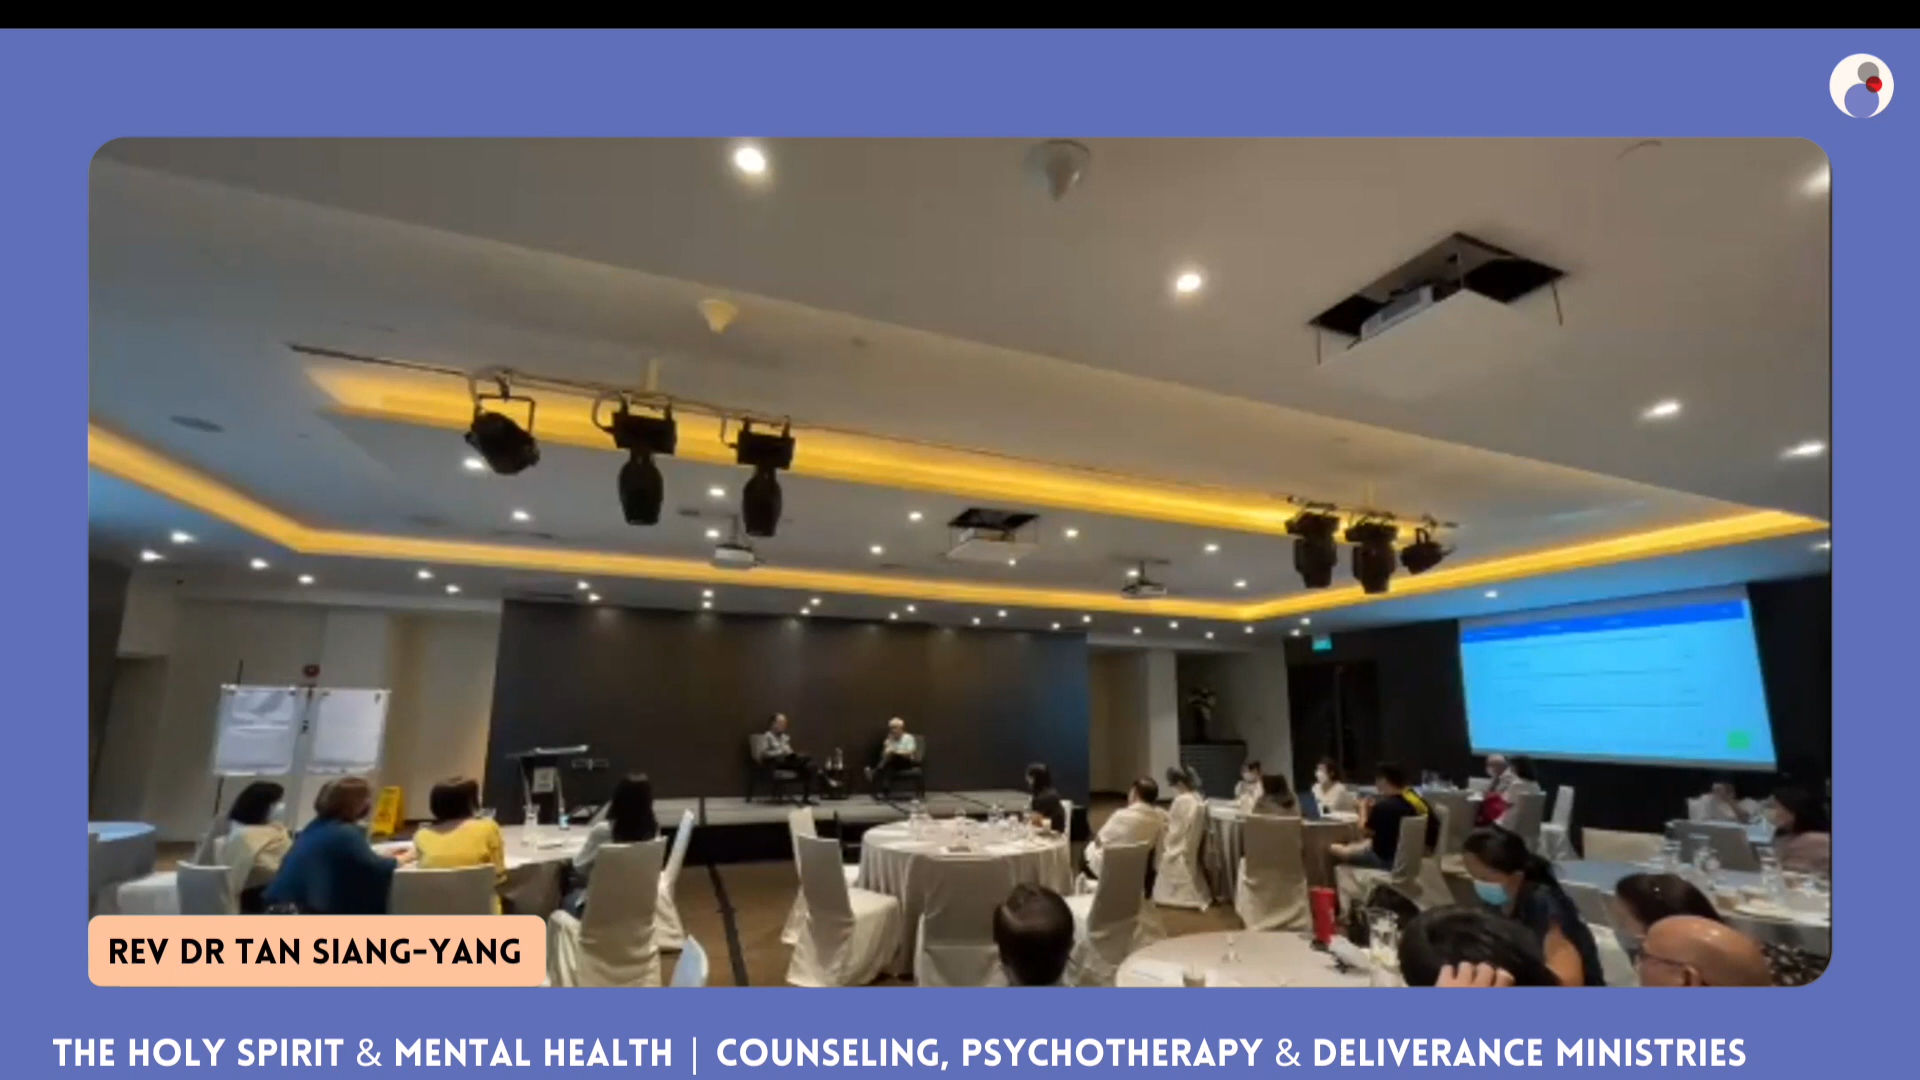 REV DR TAN SIANG-YANG
THE HOLY SPIRIT & MENTAL HEALTH | COUNSELING, PSYCHOTHERAPY & DELIVERANCE MINISTRIES